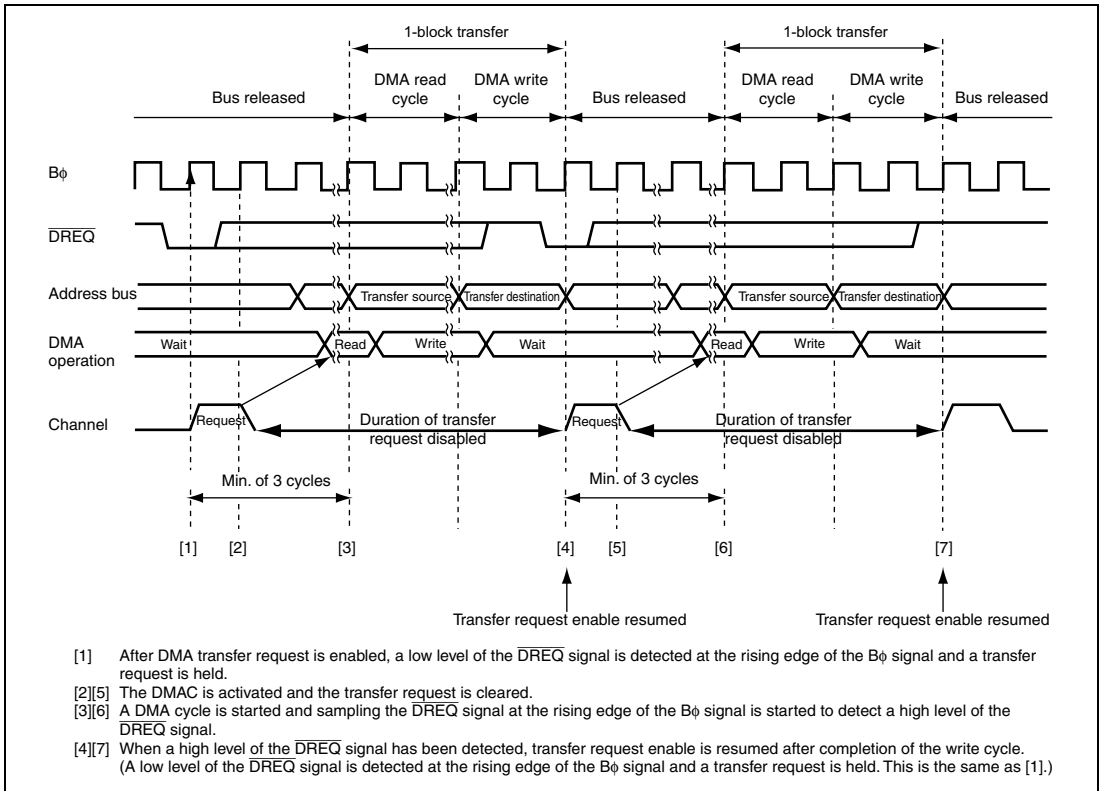 1-block transfer 1-block transfer
DMA read cycle DMA write cycle DMA read cycle DMA write cycle
Bus released Bus released Bus released
Bφ
DREQ
Address bus Transfer source Transfer destination Transfer source Transfer destination
DMA operation Wait Read Write Wait Read Write Wait
Channel Request Duration of transfer request disabled Request Duration of transfer request disabled
Min. of 3 cycles Min. of 3 cycles
[1] [2] [3] [4] [5] [6] [7]
Transfer request enable resumed Transfer request enable resumed
[1] After DMA transfer request is enabled, a low level of the DREQ signal is detected at the rising edge of the Bφ signal and a transfer
request is held.
[2][5] The DMAC is activated and the transfer request is cleared.
[3][6] A DMA cycle is started and sampling the DREQ signal at the rising edge of the Bφ signal is started to detect a high level of the
DREQ signal.
[4][7] When a high level of the DREQ signal has been detected, transfer request enable is resumed after completion of the write cycle.
(A low level of the DREQ signal is detected at the rising edge of the Bφ signal and a transfer request is held. This is the same as [1].)